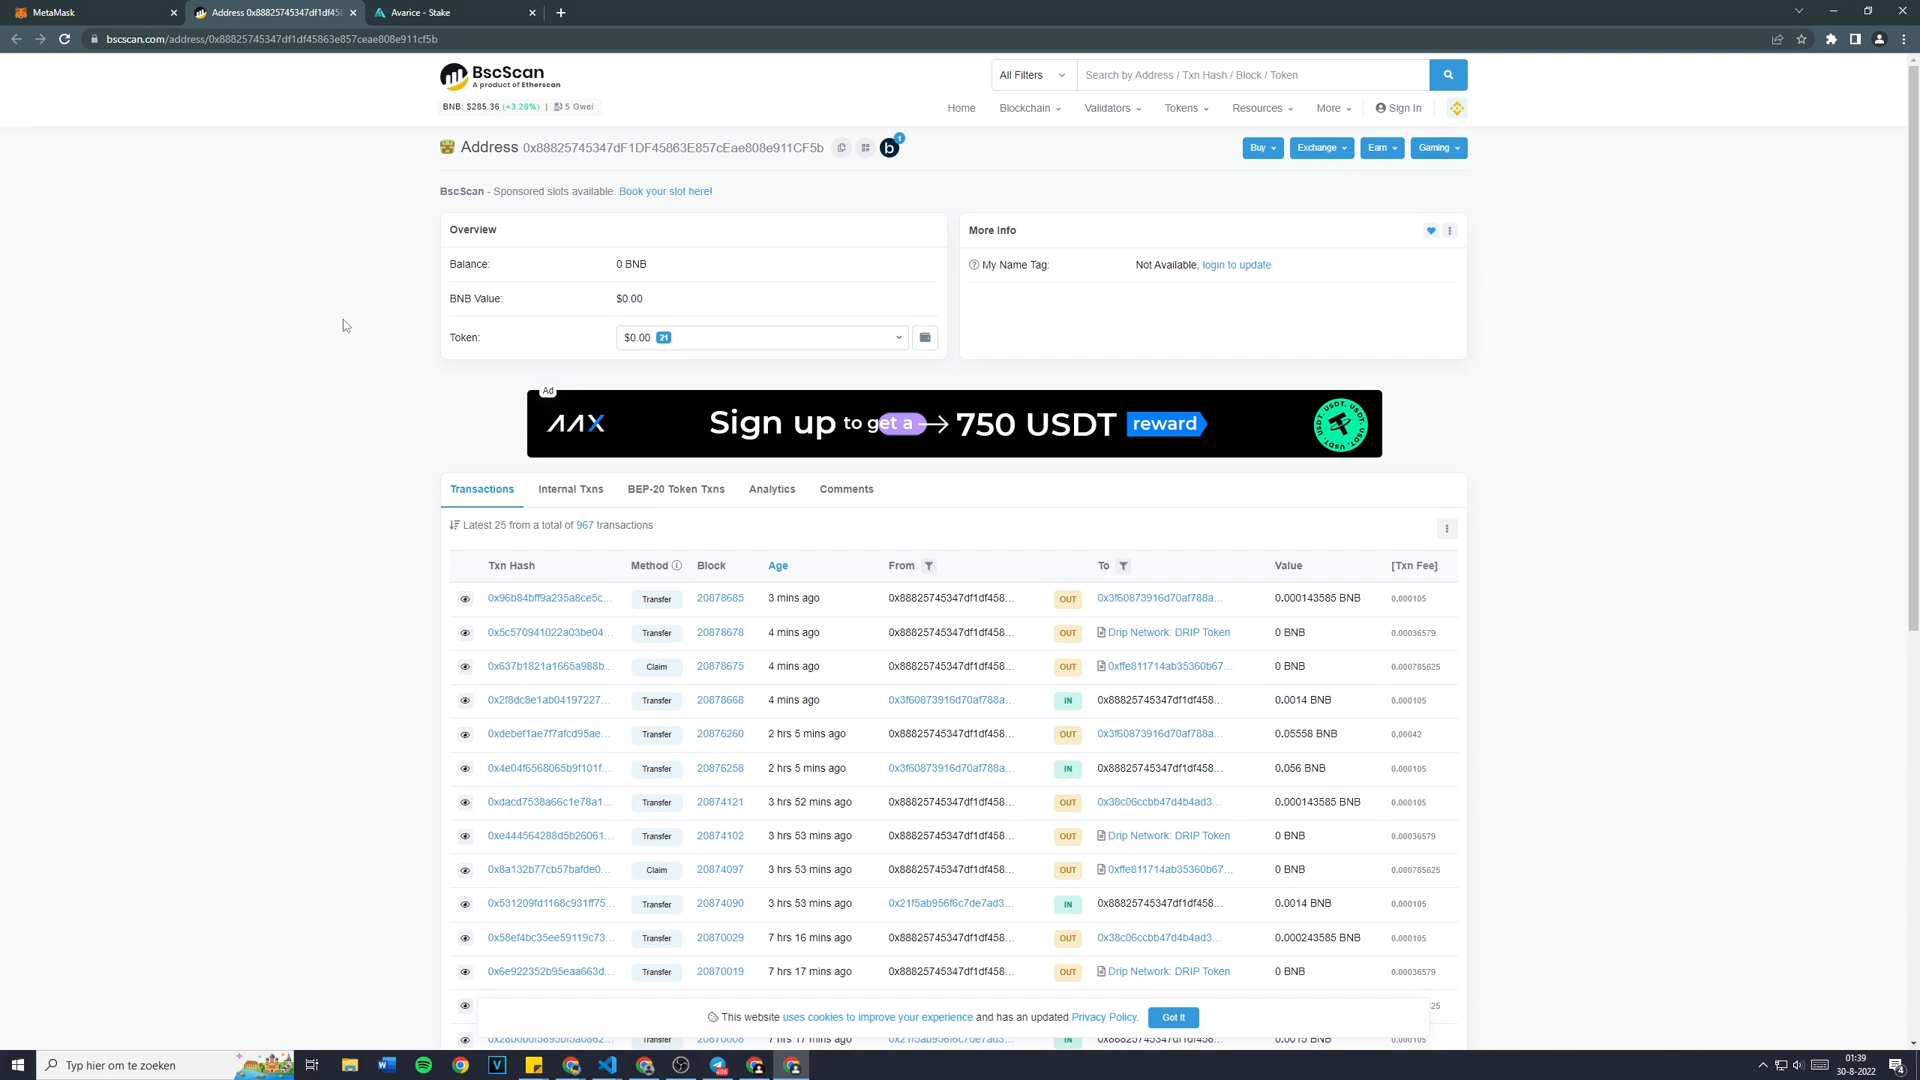 MetaMask
Address 0x88825745347df1df458
Avarice - Stake
bscscan.com/address/0x88825745347df1df45863e857ceae808e911cf5b
BscScan
A product of Etherscan
All Filters
Search by Address / Txn Hash / Block / Token
BNB: $285.36 (+3.26%) | 5 Gwei
Home Blockchain Validators Tokens Resources More Sign In
Address 0x88825745347dF1DF45863E857cEae808e911CF5b
b 1
Buy Exchange Earn Gaming
BscScan - Sponsored slots available. Book your slot here!
Overview
Balance: 0 BNB
BNB Value: $0.00
Token: $0.00 21
More Info
My Name Tag: Not Available, login to update
Ad
AAX Sign up to get a 750 USDT reward
USDT. USDT. USDT. USDT.
Transactions Internal Txns BEP-20 Token Txns Analytics Comments
Latest 25 from a total of 967 transactions
Txn Hash Method Block Age From To Value [Txn Fee]
0x96b84bff9a235a8ce5c... Transfer 20878685 3 mins ago 0x88825745347df1df458... OUT 0x3f60873916d70af788a... 0.000143585 BNB 0.000105
0x5c570941022a03be04... Transfer 20878678 4 mins ago 0x88825745347df1df458... OUT Drip Network: DRIP Token 0 BNB 0.00036579
0x637b1821a1665a988b... Claim 20878675 4 mins ago 0x88825745347df1df458... OUT 0xffe811714ab35360b67... 0 BNB 0.000785625
0x2f8dc8e1ab04197227... Transfer 20878668 4 mins ago 0x3f60873916d70af788a... IN 0x88825745347df1df458... 0.0014 BNB 0.000105
0xdebef1ae7f7afcd95ae... Transfer 20876260 2 hrs 5 mins ago 0x88825745347df1df458... OUT 0x3f60873916d70af788a... 0.05558 BNB 0.00042
0x4e04f6568065b9f101f... Transfer 20876258 2 hrs 5 mins ago 0x3f60873916d70af788a... IN 0x88825745347df1df458... 0.056 BNB 0.000105
0xdacd7538a66c1e78a1... Transfer 20874121 3 hrs 52 mins ago 0x88825745347df1df458... OUT 0x38c06ccbb47d4b4ad3... 0.000143585 BNB 0.000105
0xe444564288d5b26061... Transfer 20874102 3 hrs 53 mins ago 0x88825745347df1df458... OUT Drip Network: DRIP Token 0 BNB 0.00036579
0x8a132b77cb57bafde0... Claim 20874097 3 hrs 53 mins ago 0x88825745347df1df458... OUT 0xffe811714ab35360b67... 0 BNB 0.000785625
0x531209fd1168c931ff75... Transfer 20874090 3 hrs 53 mins ago 0x21f5ab956f6c7de7ad3... IN 0x88825745347df1df458... 0.0014 BNB 0.000105
0x58ef4bc35ee59119c73... Transfer 20870029 7 hrs 16 mins ago 0x88825745347df1df458... OUT 0x38c06ccbb47d4b4ad3... 0.000243585 BNB 0.000105
0x6e922352b95eaa663d... Transfer 20870019 7 hrs 17 mins ago 0x88825745347df1df458... OUT Drip Network: DRIP Token 0 BNB 0.00036579
This website uses cookies to improve your experience and has an updated Privacy Policy. Got It
Typ hier om te zoeken
01:39
30-8-2022
4